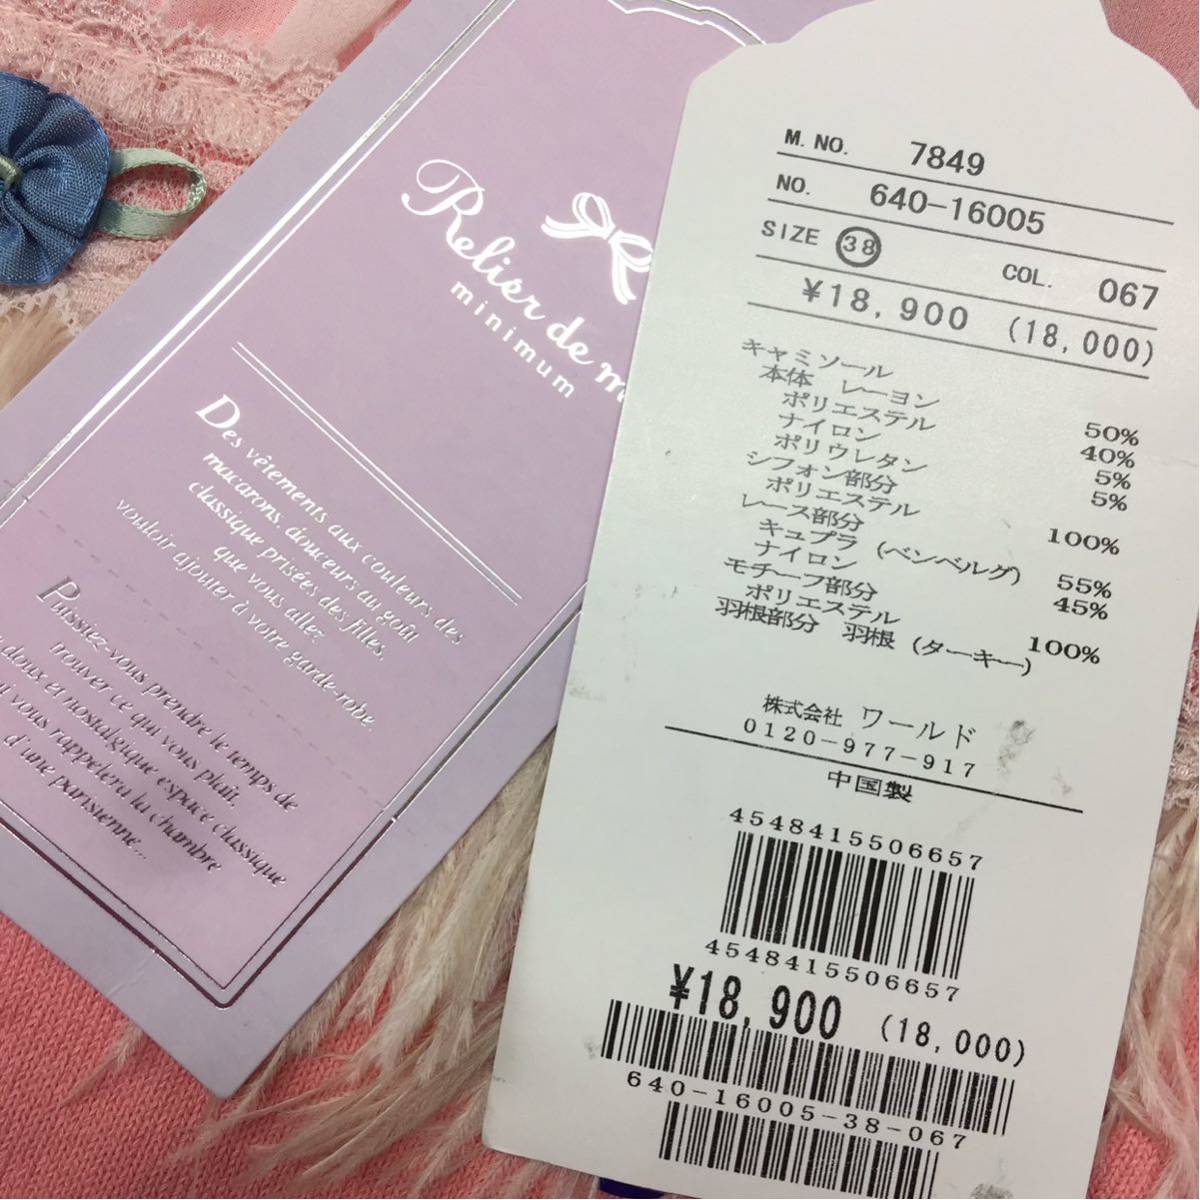 Relier de m
minimum
Des vêtements aux couleurs des
macarons, douceurs au goût
classique prisées des filles,
que vous allez
vouloir ajouter à votre garde-robe.
Puissiez-vous prendre le temps de
trouver ce qui vous plaît,
doux et nostalgique espace classique
vous rappelera la chambre
d'une parisienne...
M. NO. 7849
NO. 640-16005
SIZE 38 COL. 067
¥18,900 (18,000)
キャミソール
本体 レーヨン 50%
ポリエステル 40%
ナイロン 5%
ポリウレタン 5%
シフォン部分
ポリエステル 100%
レース部分
キュプラ (ベンベルグ) 55%
ナイロン 45%
モチーフ部分
ポリエステル 100%
羽根部分 羽根 (ターキー)
株式会社 ワールド
0120-977-917
中国製
4548415506657
4548415506657
¥18,900 (18,000)
640-16005-38-067